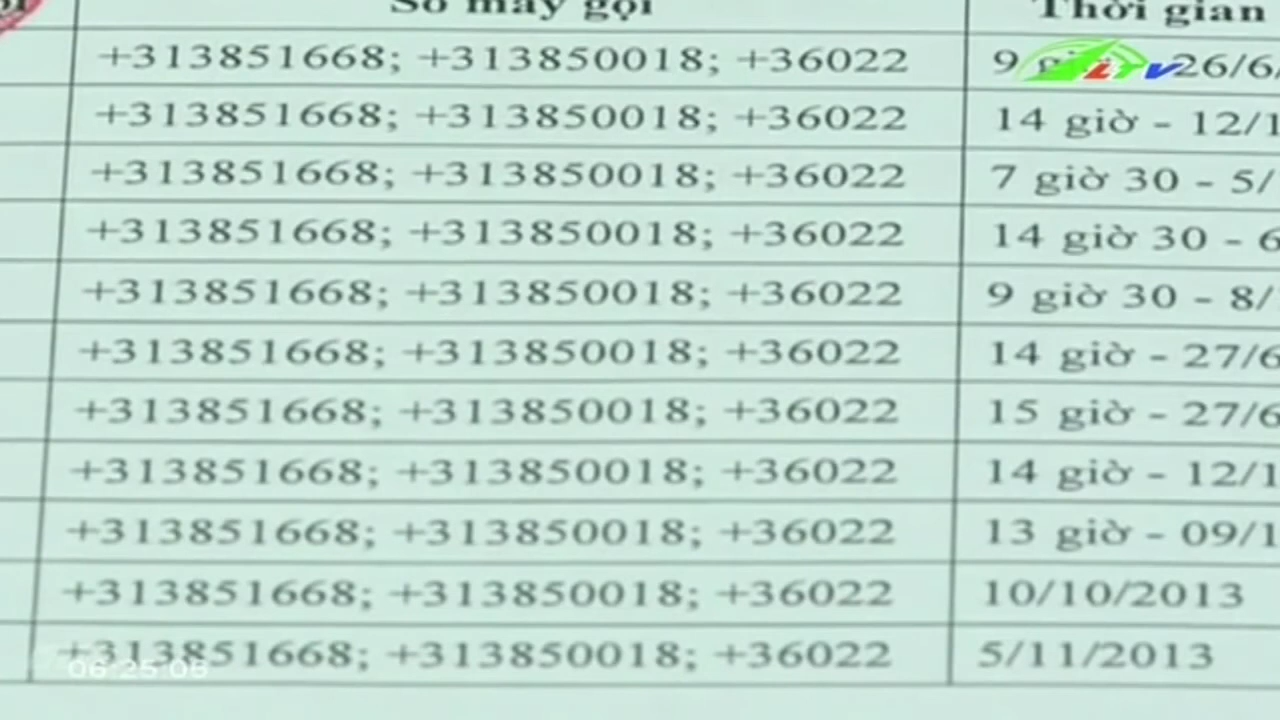 Số máy gọi Thời gian
+313851668; +313850018; +36022 9 giờ 26/6/
+313851668; +313850018; +36022 14 giờ - 12/1
+313851668; +313850018; +36022 7 giờ 30 - 5/
+313851668; +313850018; +36022 14 giờ 30 - 6
+313851668; +313850018; +36022 9 giờ 30 - 8/
+313851668; +313850018; +36022 14 giờ - 27/6
+313851668; +313850018; +36022 15 giờ - 27/6
+313851668; +313850018; +36022 14 giờ - 12/1
+313851668; +313850018; +36022 13 giờ - 09/1
+313851668; +313850018; +36022 10/10/2013
+313851668; +313850018; +36022 5/11/2013
LTV
06:25:05